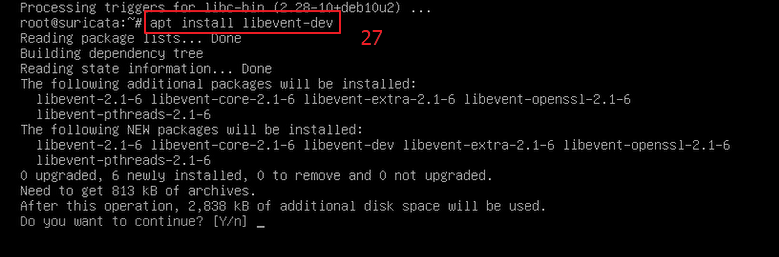 Processing triggers for libc-bin (2.28-10+deb10u2) ...
root@suricata:~# apt install libevent-dev
27
Reading package lists... Done
Building dependency tree
Reading state information... Done
The following additional packages will be installed:
  libevent-2.1-6 libevent-core-2.1-6 libevent-extra-2.1-6 libevent-openssl-2.1-6
  libevent-pthreads-2.1-6
The following NEW packages will be installed:
  libevent-2.1-6 libevent-core-2.1-6 libevent-dev libevent-extra-2.1-6 libevent-openssl-2.1-6
  libevent-pthreads-2.1-6
0 upgraded, 6 newly installed, 0 to remove and 0 not upgraded.
Need to get 813 kB of archives.
After this operation, 2,838 kB of additional disk space will be used.
Do you want to continue? [Y/n] _